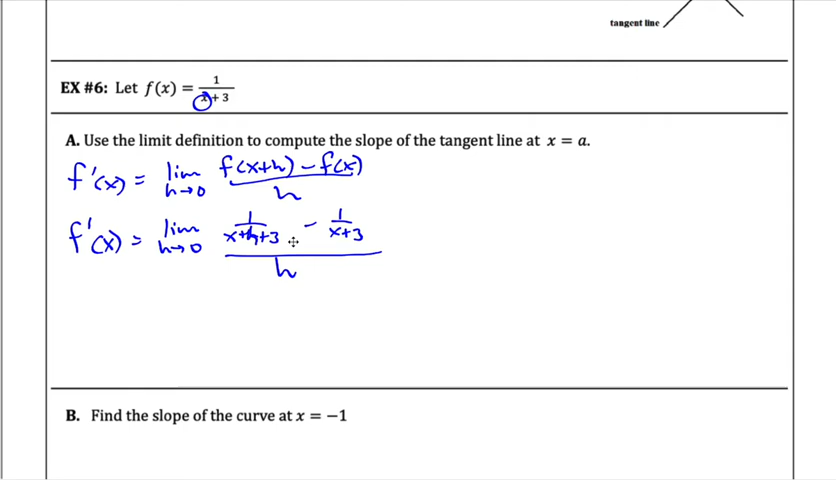 tangent line
EX #6: Let f(x) = 1/(x + 3)
A. Use the limit definition to compute the slope of the tangent line at x = a.
f'(x) = lim h→0 (f(x+h) - f(x))/h
f'(x) = lim h→0 (1/(x+h+3) - 1/(x+3))/h
B. Find the slope of the curve at x = −1